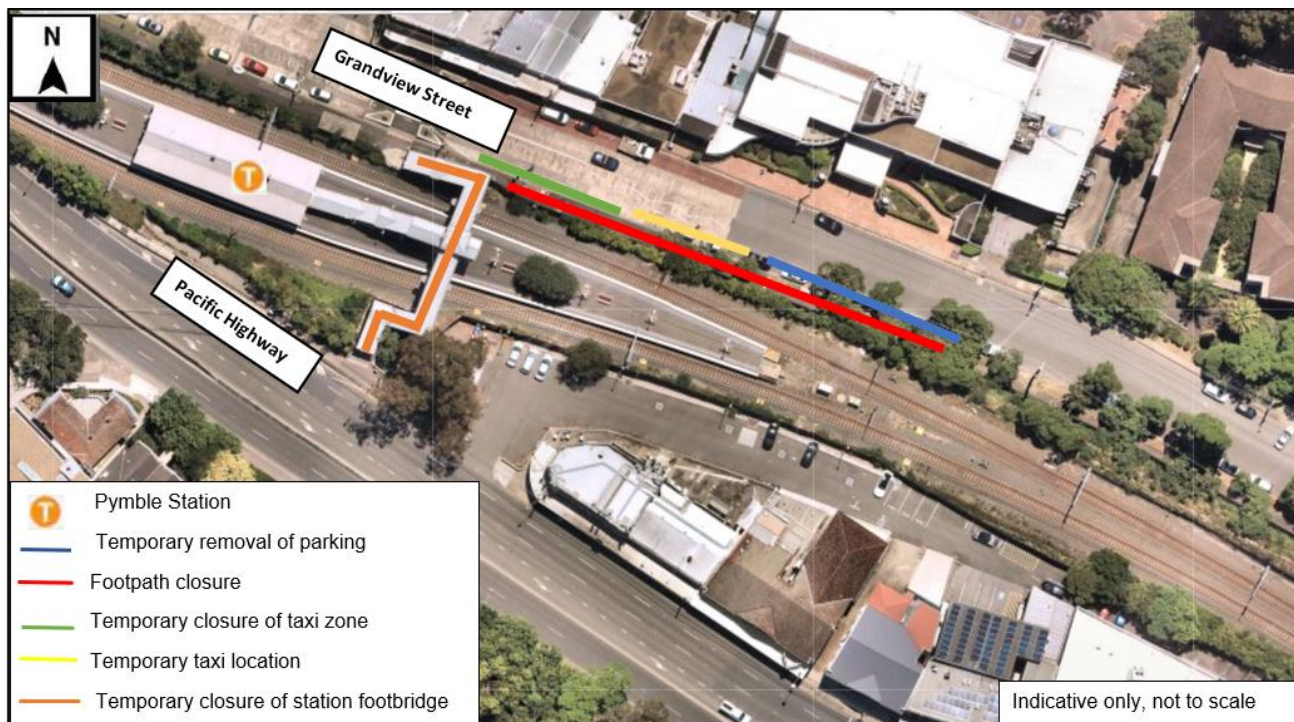 N
Grandview Street
T
Pacific Highway
T Pymble Station
Temporary removal of parking
Footpath closure
Temporary closure of taxi zone
Temporary taxi location
Temporary closure of station footbridge
Indicative only, not to scale